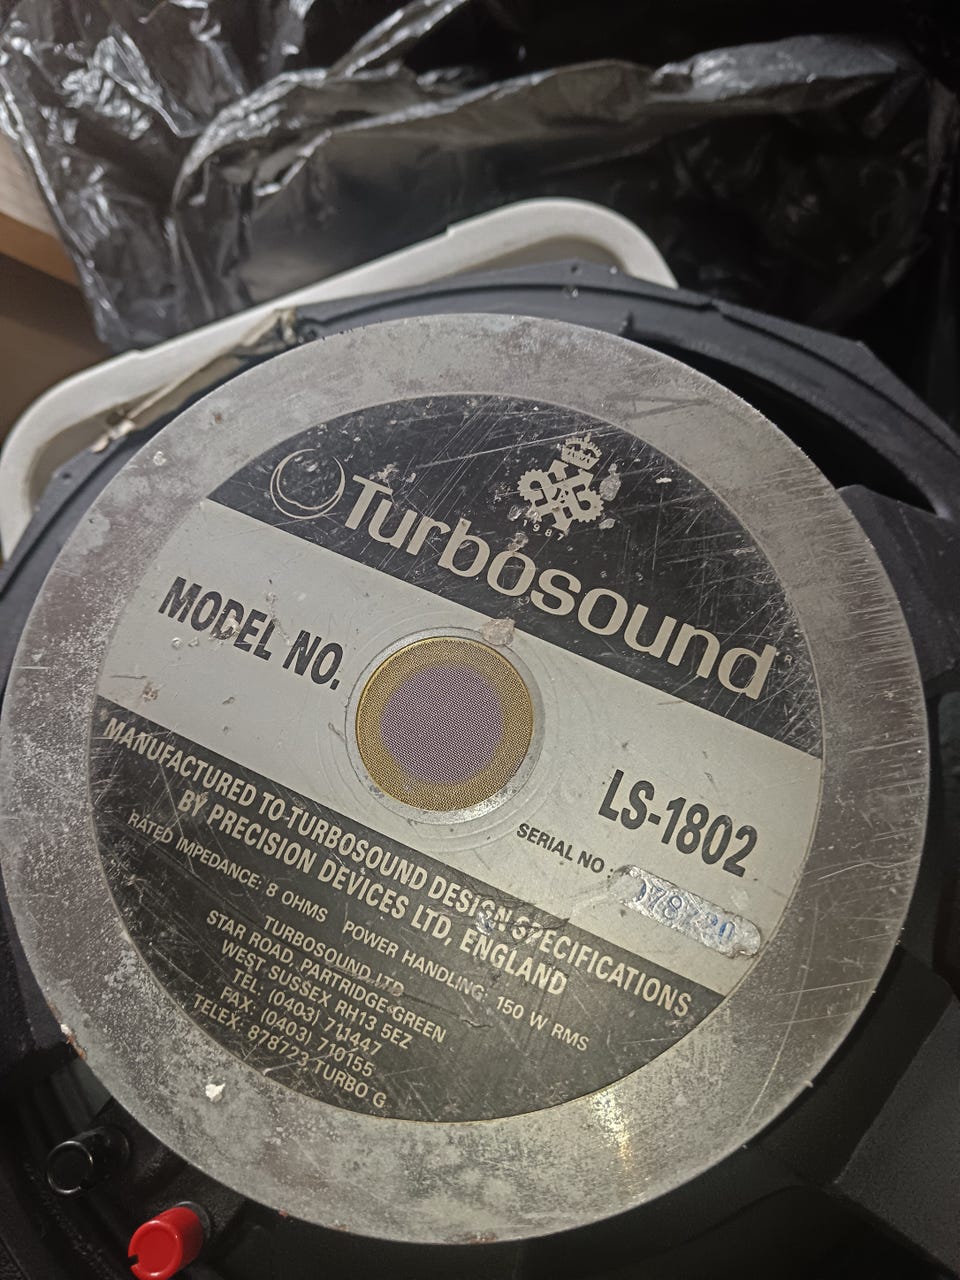 1987
Turbosound
MODEL NO.
LS-1802
SERIAL NO :
MANUFACTURED TO TURBOSOUND DESIGN SPECIFICATIONS
BY PRECISION DEVICES LTD, ENGLAND
RATED IMPEDANCE: 8 OHMS POWER HANDLING: 150 W RMS
TURBOSOUND LTD
STAR ROAD, PARTRIDGE GREEN
WEST SUSSEX RH13 5EZ
TEL: (0403) 711447
FAX: (0403) 710155
TELEX: 878723 TURBO G